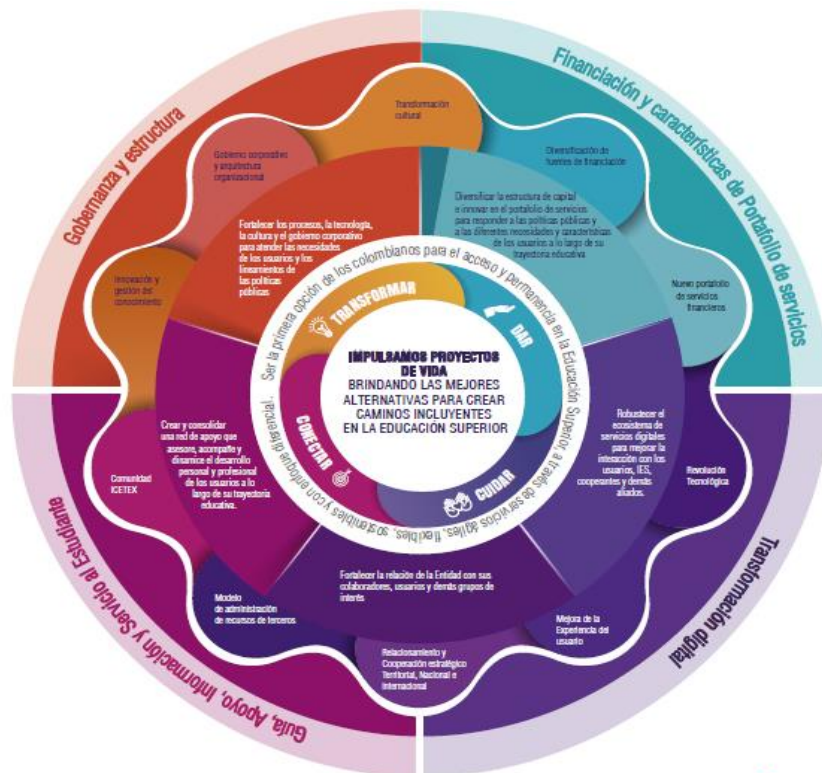 Gobernanza y estructura
Financiación y características de Portafolio de servicios
Transformación
cultural
Gobierno corporativo
y arquitectura
organizacional
Innovación y
gestión del
conocimiento
Diversificación de
fuentes de financiación
Nuevo portafolio
de servicios
financieros
Fortalecer los procesos, la tecnología,
la cultura y el gobierno corporativo
para atender las necesidades
de los usuarios y los
lineamientos de
las políticas
públicas
Diversificar la estructura de capital
e innovar en el portafolio de servicios
para responder a las políticas públicas y
a las diferentes necesidades y características
de los usuarios a lo largo de su
trayectoria educativa
Ser la primera opción de los colombianos para el acceso y permanencia en la Educación Superior, a través de servicios ágiles, flexibles, sostenibles y con enfoque diferencial.
TRANSFORMAR
DAR
IMPULSAMOS PROYECTOS
DE VIDA
BRINDANDO LAS MEJORES
ALTERNATIVAS PARA CREAR
CAMINOS INCLUYENTES
EN LA EDUCACIÓN SUPERIOR
CONECTAR
CUIDAR
Crear y consolidar
una red de apoyo que
asesore, acompañe y
dinamice el desarrollo
personal y profesional
de los usuarios a lo
largo de su trayectoria
educativa.
Robustecer el
ecosistema de
servicios digitales
para mejorar la
interacción con los
usuarios, IES,
cooperantes y demás
aliados.
Comunidad
ICETEX
Revolución
Tecnológica
Fortalecer la relación de la Entidad con sus
colaboradores, usuarios y demás grupos de
interés
Modelo
de administración
de recursos de terceros
Mejora de la
Experiencia del
usuario
Relacionamiento y
Cooperación estratégico
Territorial, Nacional e
Internacional
Guía, Apoyo, Información y Servicio al Estudiante
Transformación digital